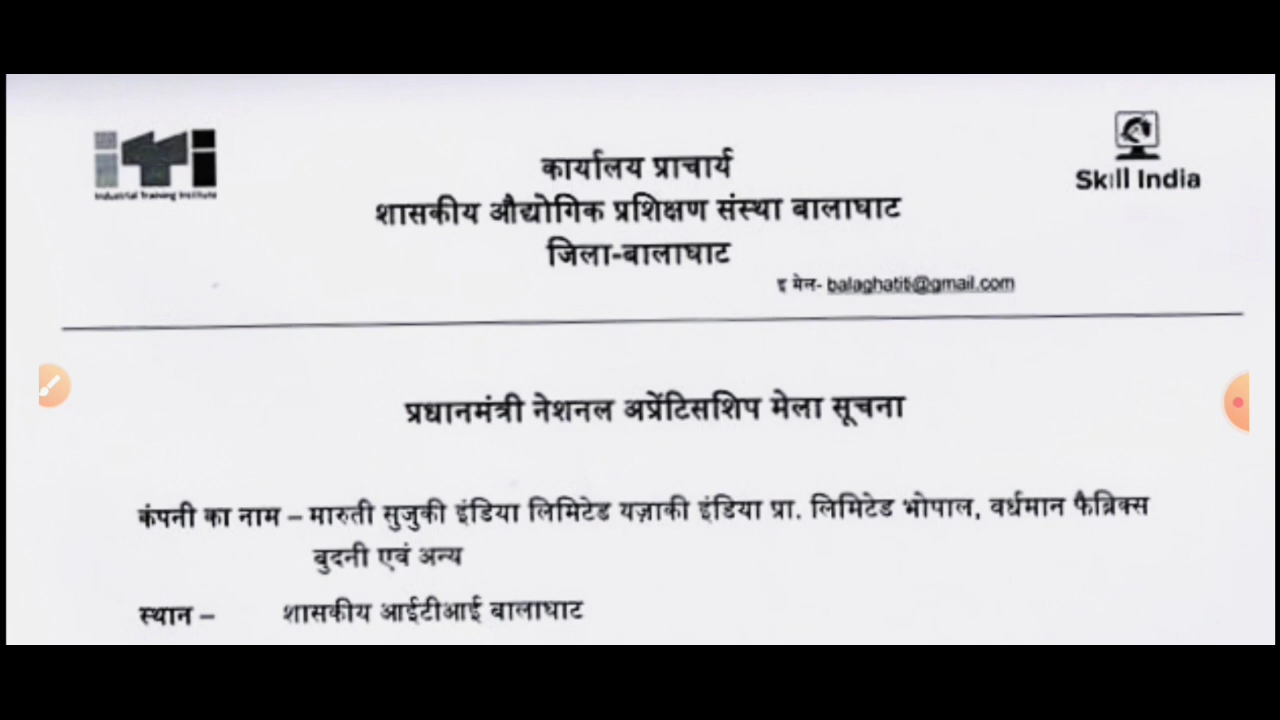 Industrial Training Institute
Skill India
कार्यालय प्राचार्य
शासकीय औद्योगिक प्रशिक्षण संस्था बालाघाट
जिला-बालाघाट
इ मेल- balaghatiti@gmail.com
प्रधानमंत्री नेशनल अप्रेंटिसशिप मेला सूचना
कंपनी का नाम – मारुती सुजुकी इंडिया लिमिटेड यज़ाकी इंडिया प्रा. लिमिटेड भोपाल, वर्धमान फैब्रिक्स
बुदनी एवं अन्य
स्थान – शासकीय आईटीआई बालाघाट